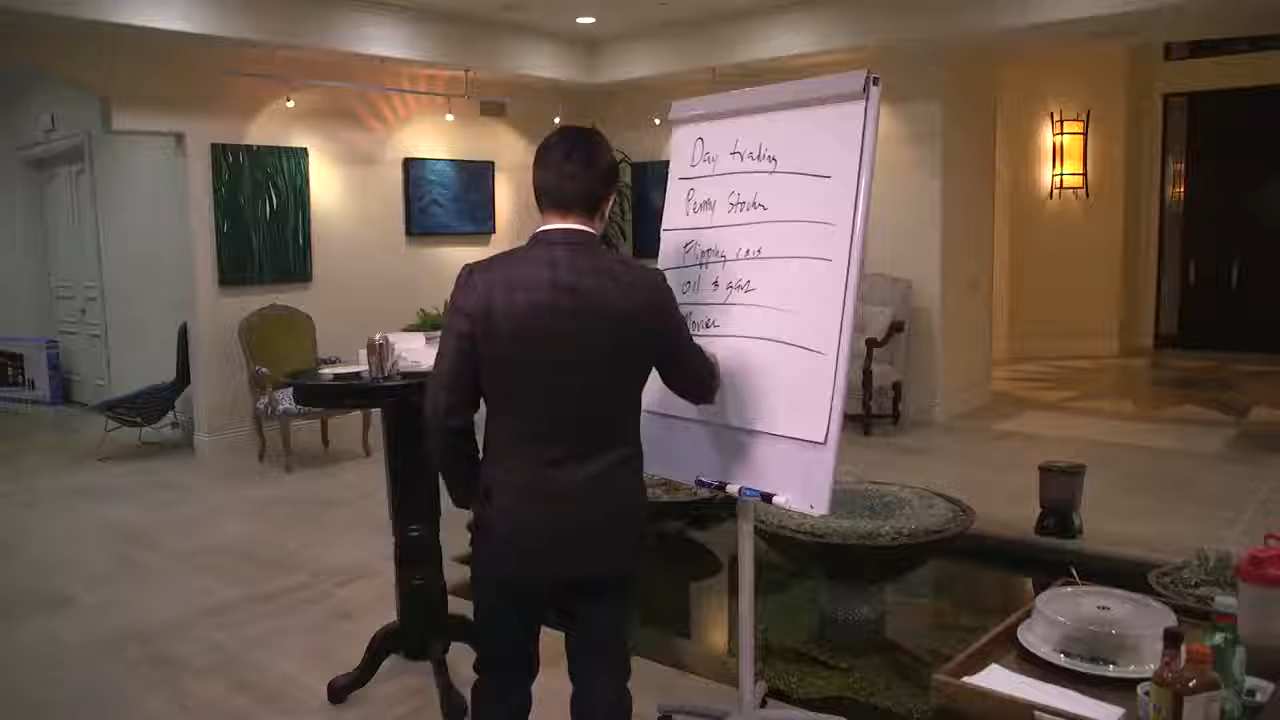 Day trading
Penny Stocks
Flipping cars
oil & gas
Movies